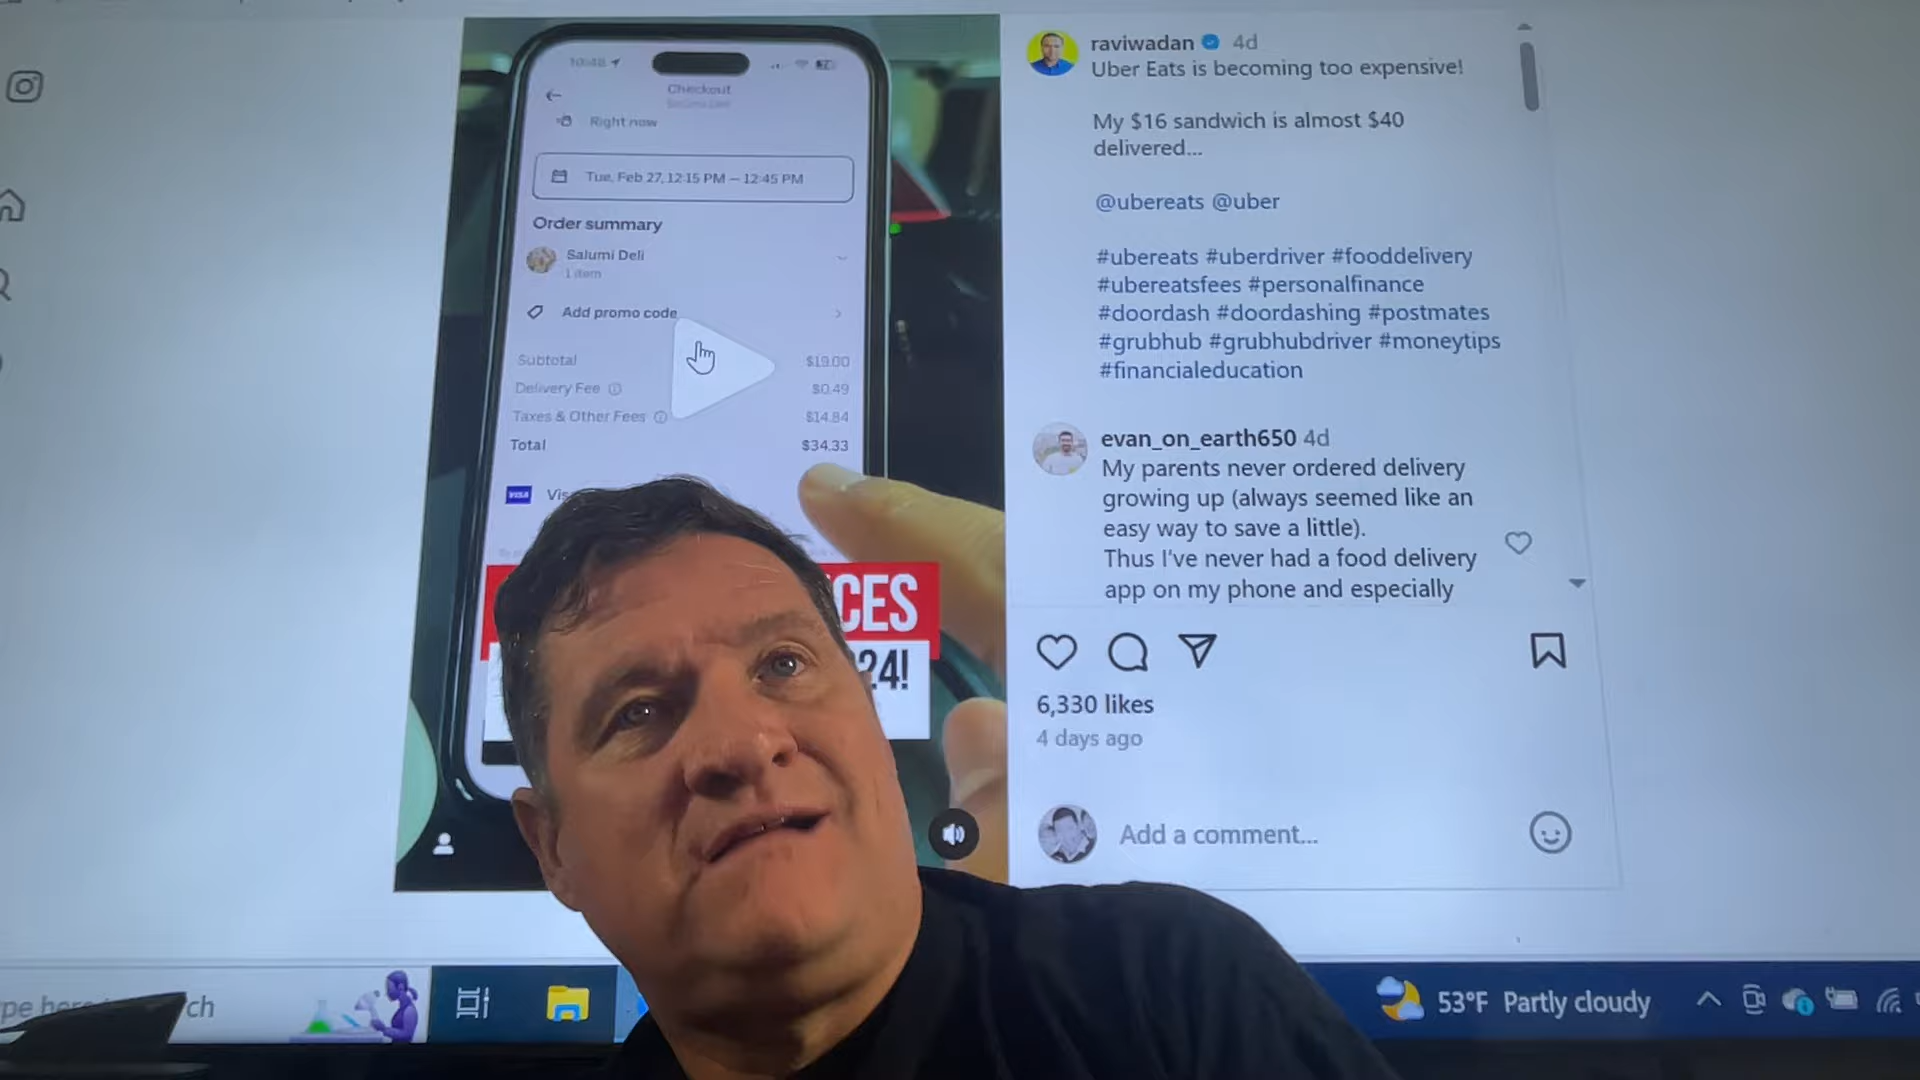 10:48
Checkout
Right now
Tue, Feb 27, 12:15 PM – 12:45 PM
Order summary
Salumi Deli
1 item
Add promo code
Subtotal $19.00
Delivery Fee $0.49
Taxes & Other Fees $14.84
Total $34.33
VISA
CES
24!
raviwadan 4d
Uber Eats is becoming too expensive!
My $16 sandwich is almost $40
delivered...
@ubereats @uber
#ubereats #uberdriver #fooddelivery
#ubereatsfees #personalfinance
#doordash #doordashing #postmates
#grubhub #grubhubdriver #moneytips
#financialeducation
evan_on_earth650 4d
My parents never ordered delivery
growing up (always seemed like an
easy way to save a little).
Thus I've never had a food delivery
app on my phone and especially
6,330 likes
4 days ago
Add a comment...
53°F Partly cloudy